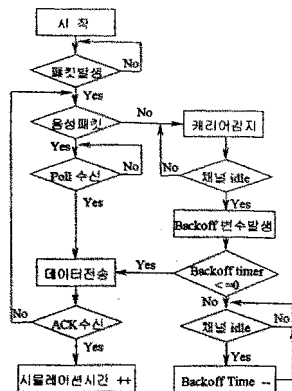 시 작
패킷발생
No
Yes
음성패킷
No
캐리어감지
Yes
Poll 수신
No
No
채널 idle
Yes
Yes
Backoff 변수발생
데이터전송
Yes
Backoff timer
<=0
No
No
ACK수신
채널 idle
No
Yes
Yes
시뮬레이션시간 ++
Backoff Time --